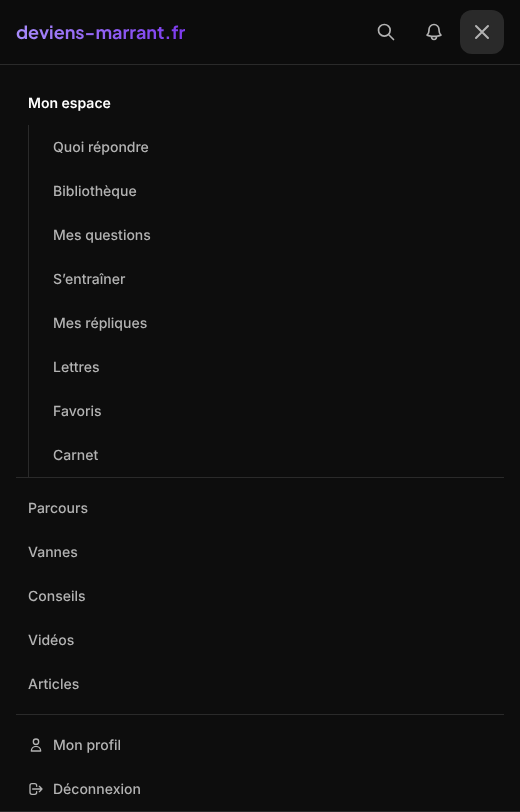 deviens-marrant.fr
Mon espace
Quoi répondre
Bibliothèque
Mes questions
S’entraîner
Mes répliques
Lettres
Favoris
Carnet
Parcours
Vannes
Conseils
Vidéos
Articles
Mon profil
Déconnexion